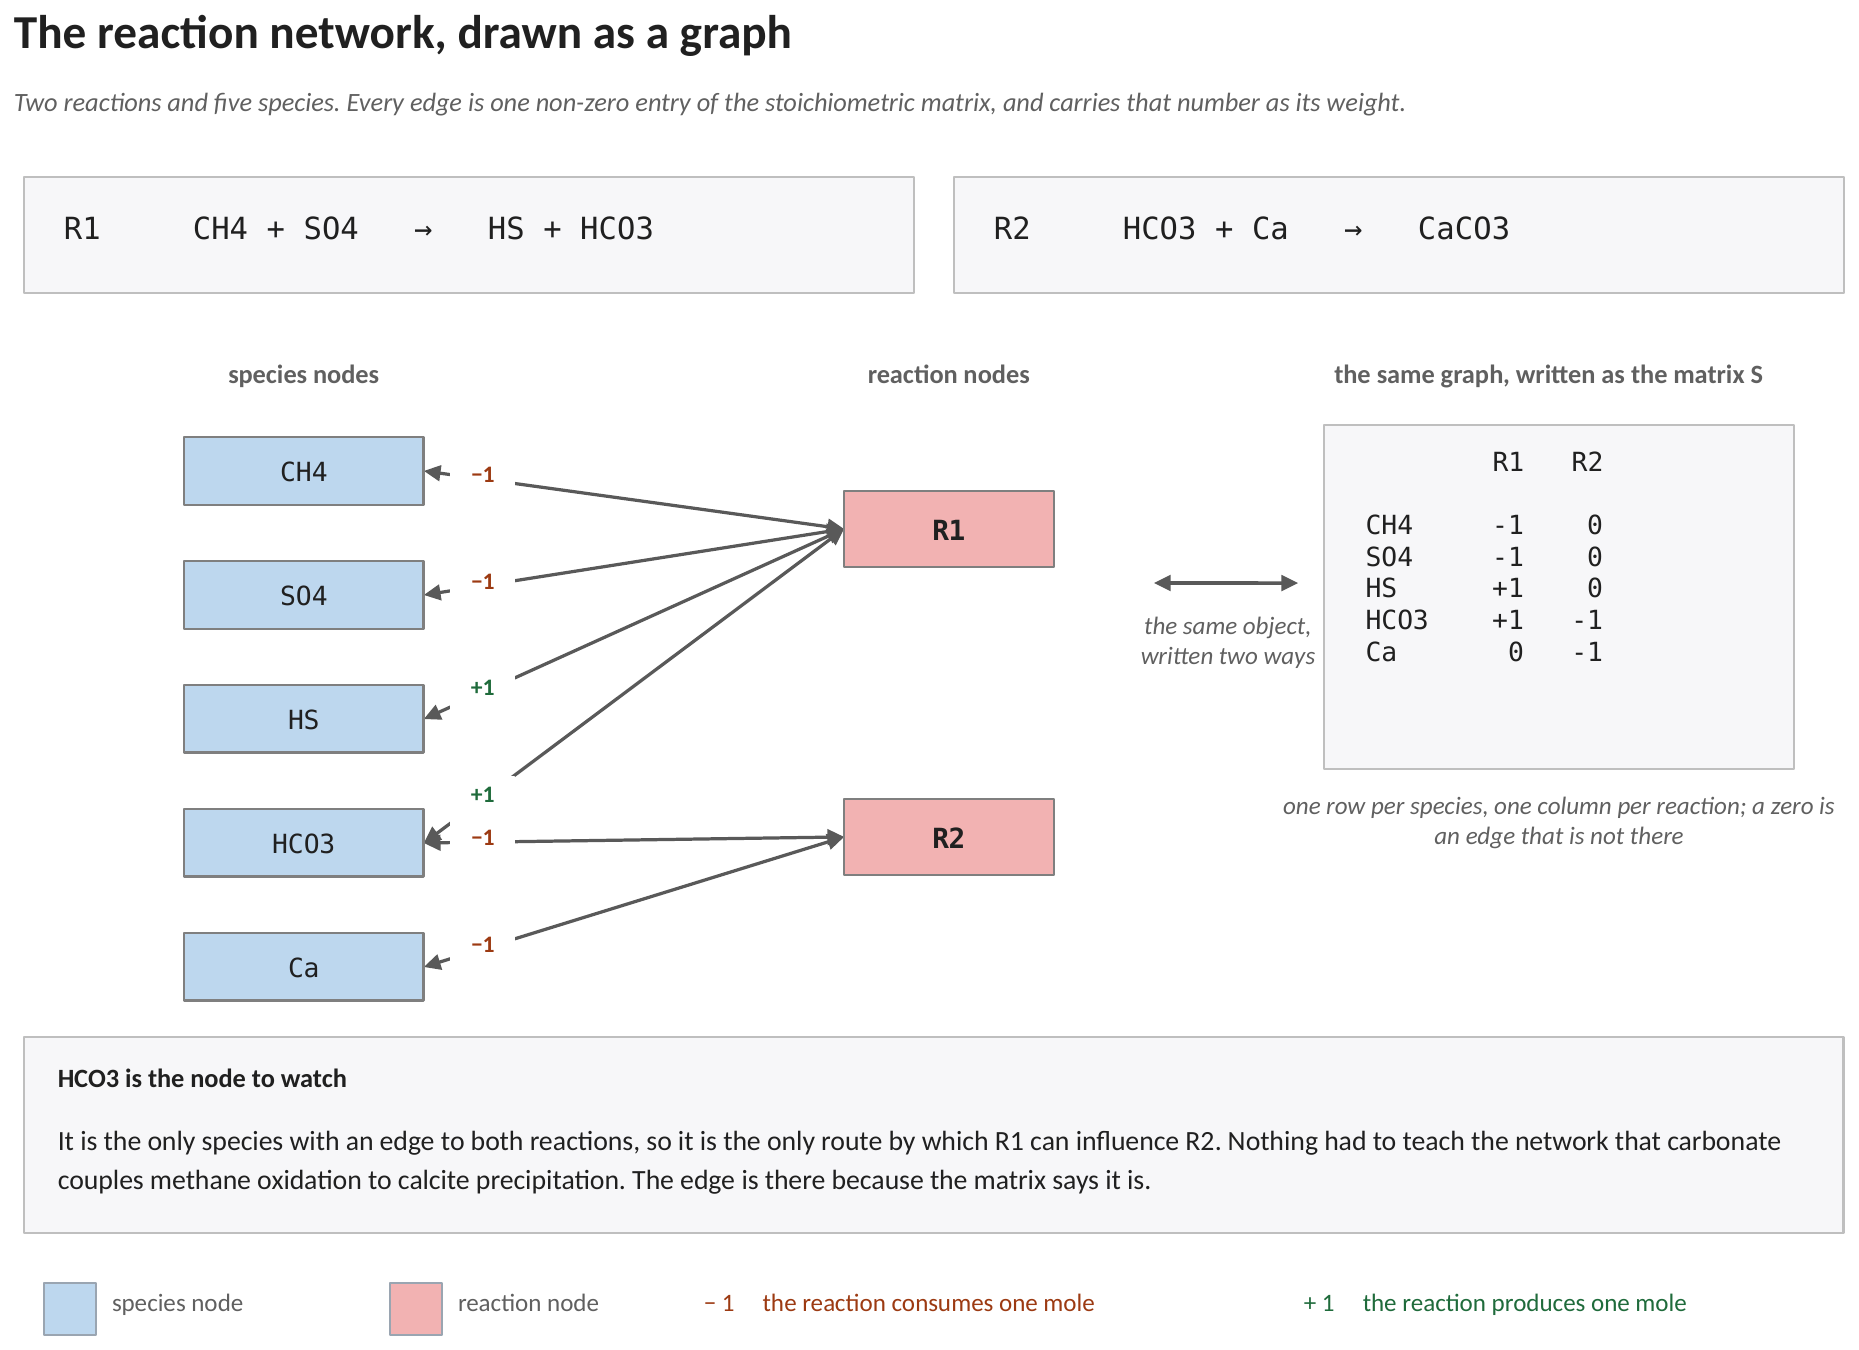 The reaction network, drawn as a graph
Two reactions and five species. Every edge is one non-zero entry of the stoichiometric matrix, and carries that number as its weight.
R1 CH4 + SO4 → HS + HCO3
R2 HCO3 + Ca → CaCO3
species nodes
reaction nodes
the same graph, written as the matrix S
CH4
SO4
HS
HCO3
Ca
−1
−1
+1
+1
−1
−1
R1
R2
the same object,
written two ways
R1 R2
CH4 -1 0
SO4 -1 0
HS +1 0
HCO3 +1 -1
Ca 0 -1
one row per species, one column per reaction; a zero is
an edge that is not there
HCO3 is the node to watch
It is the only species with an edge to both reactions, so it is the only route by which R1 can influence R2. Nothing had to teach the network that carbonate
couples methane oxidation to calcite precipitation. The edge is there because the matrix says it is.
species node
reaction node
− 1 the reaction consumes one mole
+ 1 the reaction produces one mole